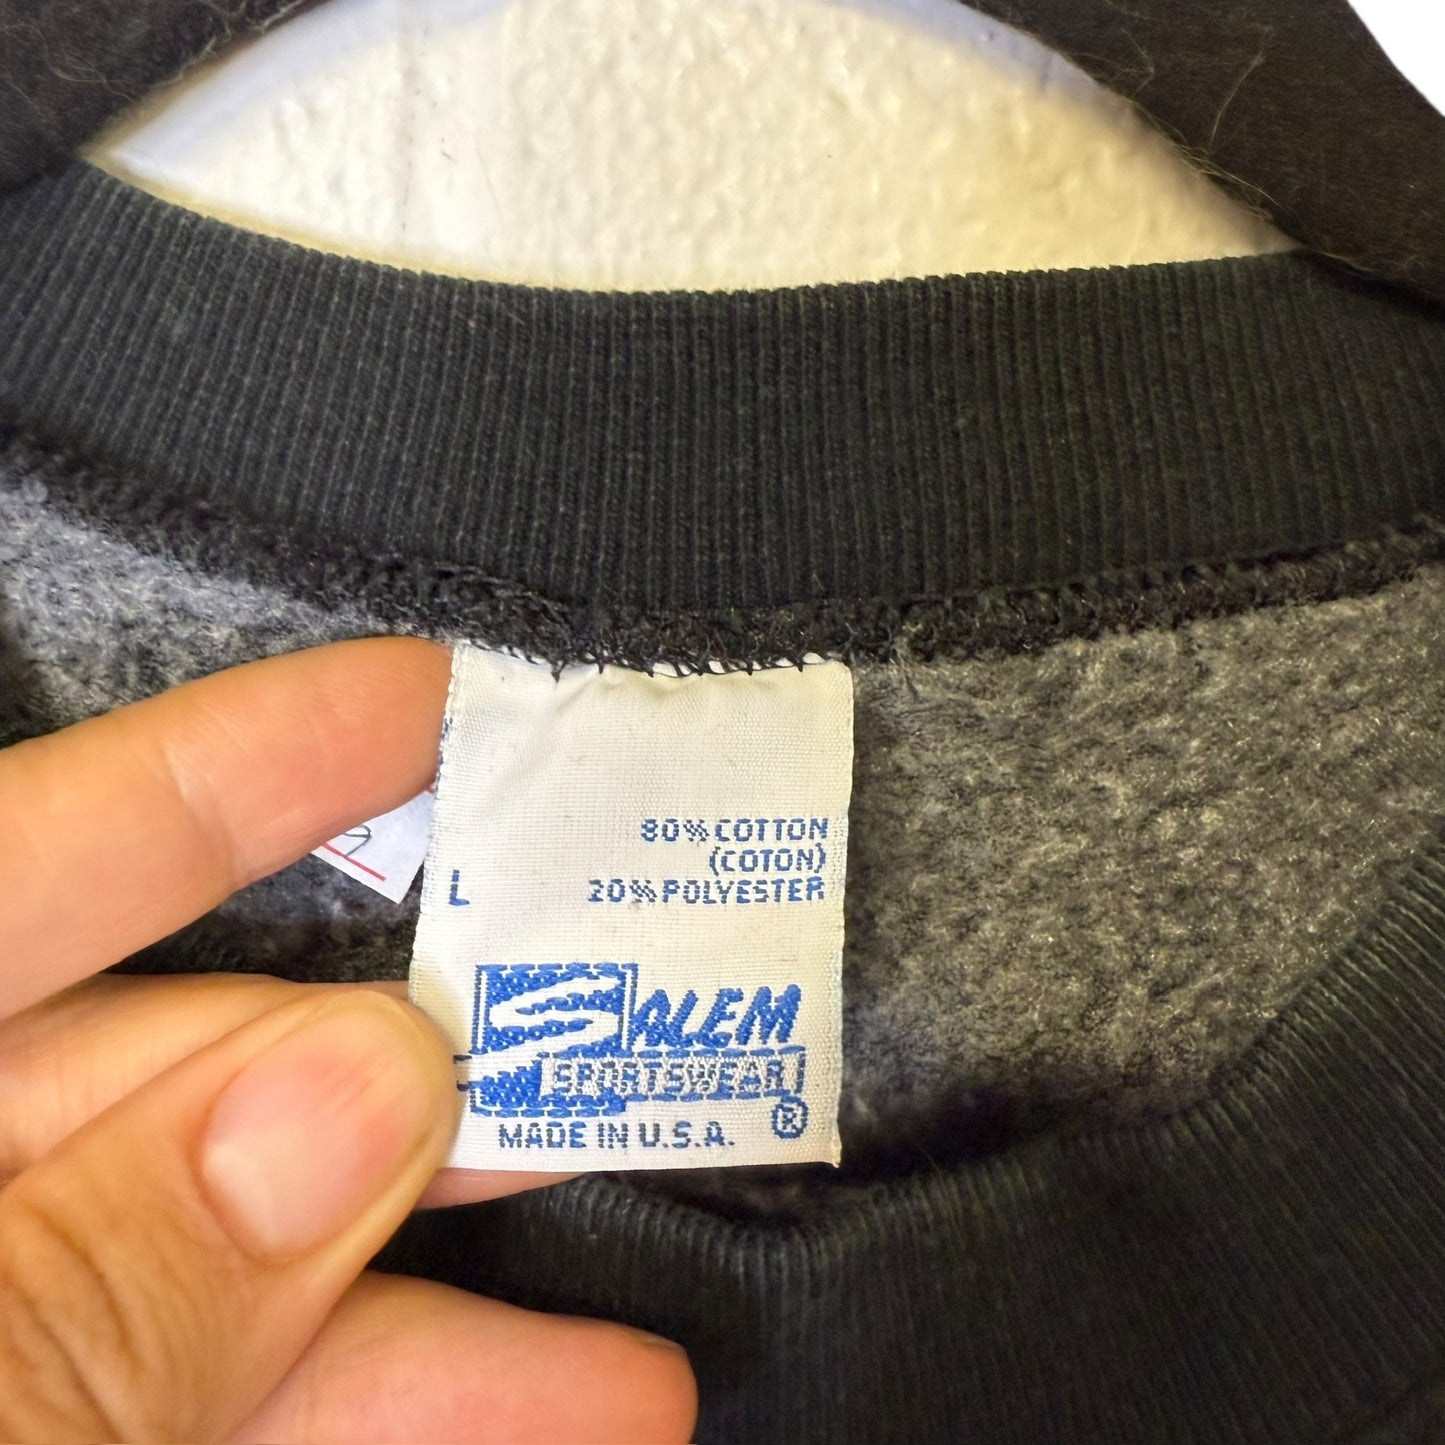 80% COTTON
(COTON)
L 20% POLYESTER
SALEM
SPORTSWEAR
®
MADE IN U.S.A.